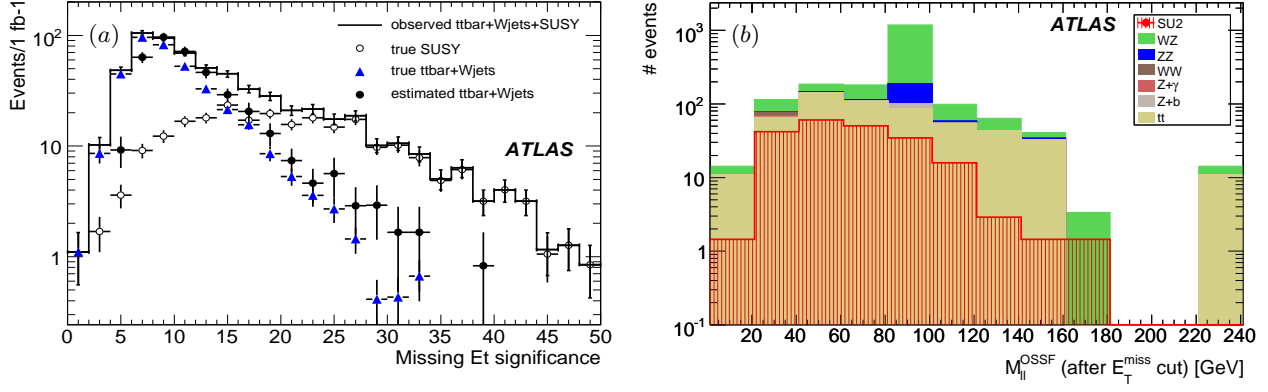 Events/1 fb-1
10²
10
1
(a)
observed ttbar+Wjets+SUSY
true SUSY
true ttbar+Wjets
estimated ttbar+Wjets
ATLAS
0 5 10 15 20 25 30 35 40 45 50
Missing Et significance
# events
10³
10²
10
1
10⁻¹
(b)
ATLAS
SU2
WZ
ZZ
WW
Z+γ
Z+b
tt
0 20 40 60 80 100 120 140 160 180 200 220 240
M_ll^OSSF (after E_T^miss cut) [GeV]